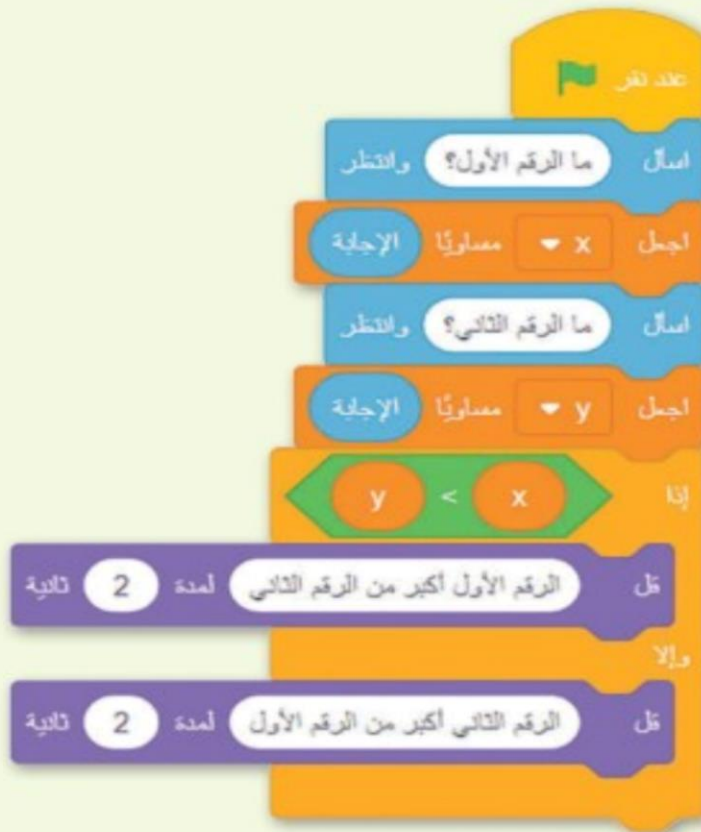 عند نقر
اسأل ما الرقم الأول؟ وانتظر
اجعل x مساويًا الإجابة
اسأل ما الرقم الثاني؟ وانتظر
اجعل y مساويًا الإجابة
إذا y < x
قل الرقم الأول أكبر من الرقم الثاني لمدة 2 ثانية
وإلا
قل الرقم الثاني أكبر من الرقم الأول لمدة 2 ثانية